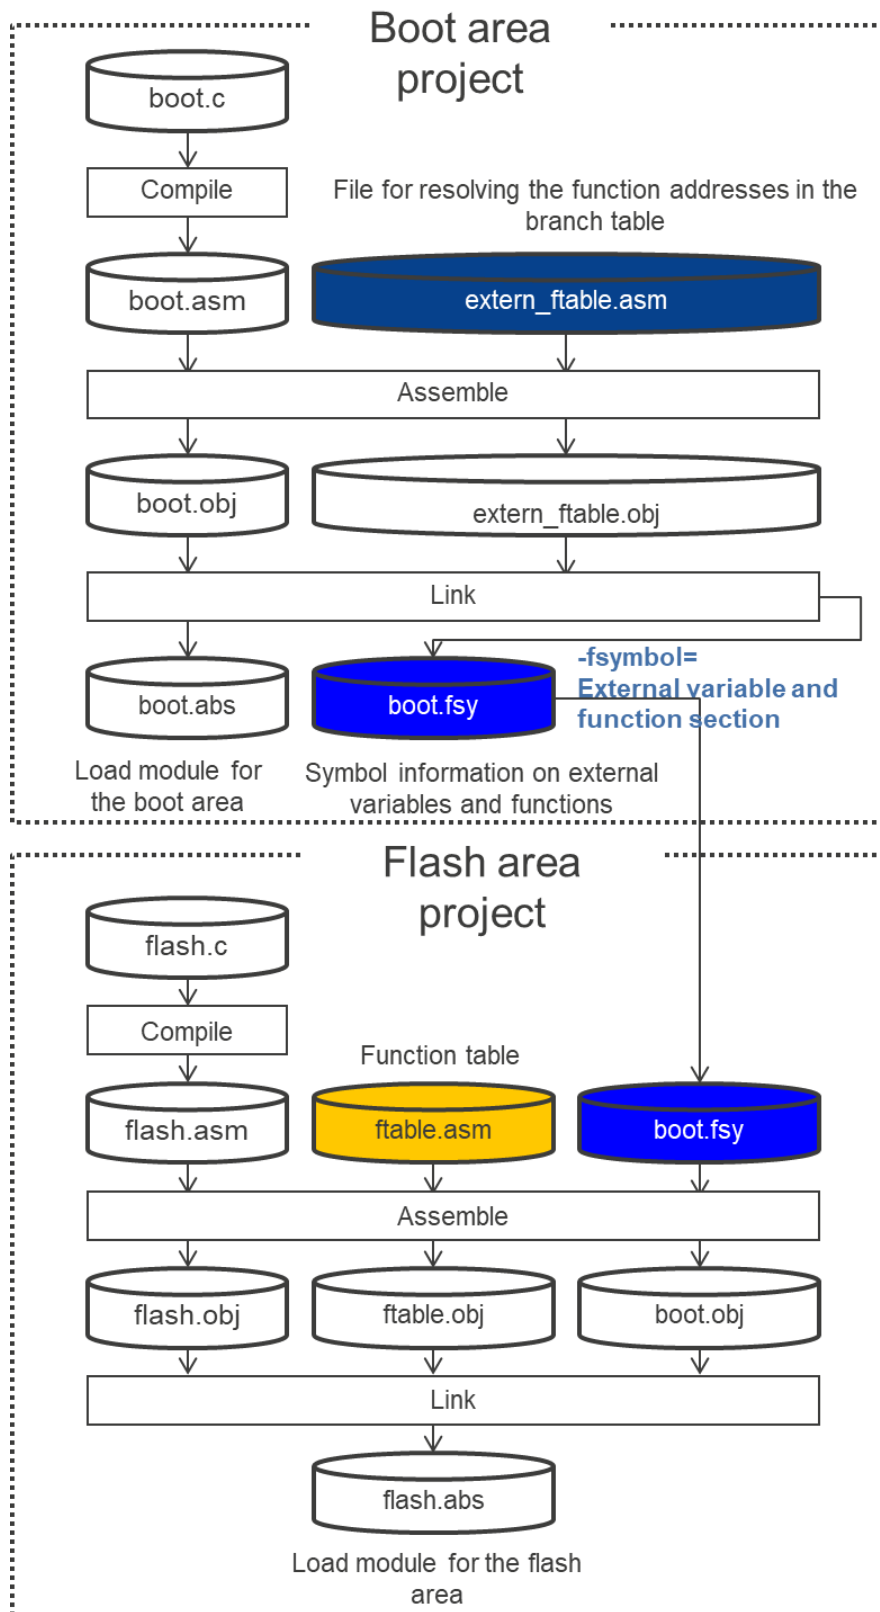 Boot area
project
boot.c
Compile
File for resolving the function addresses in the
branch table
boot.asm
extern_ftable.asm
Assemble
boot.obj
extern_ftable.obj
Link
-fsymbol=
External variable and
function section
boot.abs
boot.fsy
Load module for
the boot area
Symbol information on external
variables and functions
Flash area
project
flash.c
Compile
Function table
flash.asm
ftable.asm
boot.fsy
Assemble
flash.obj
ftable.obj
boot.obj
Link
flash.abs
Load module for the flash
area